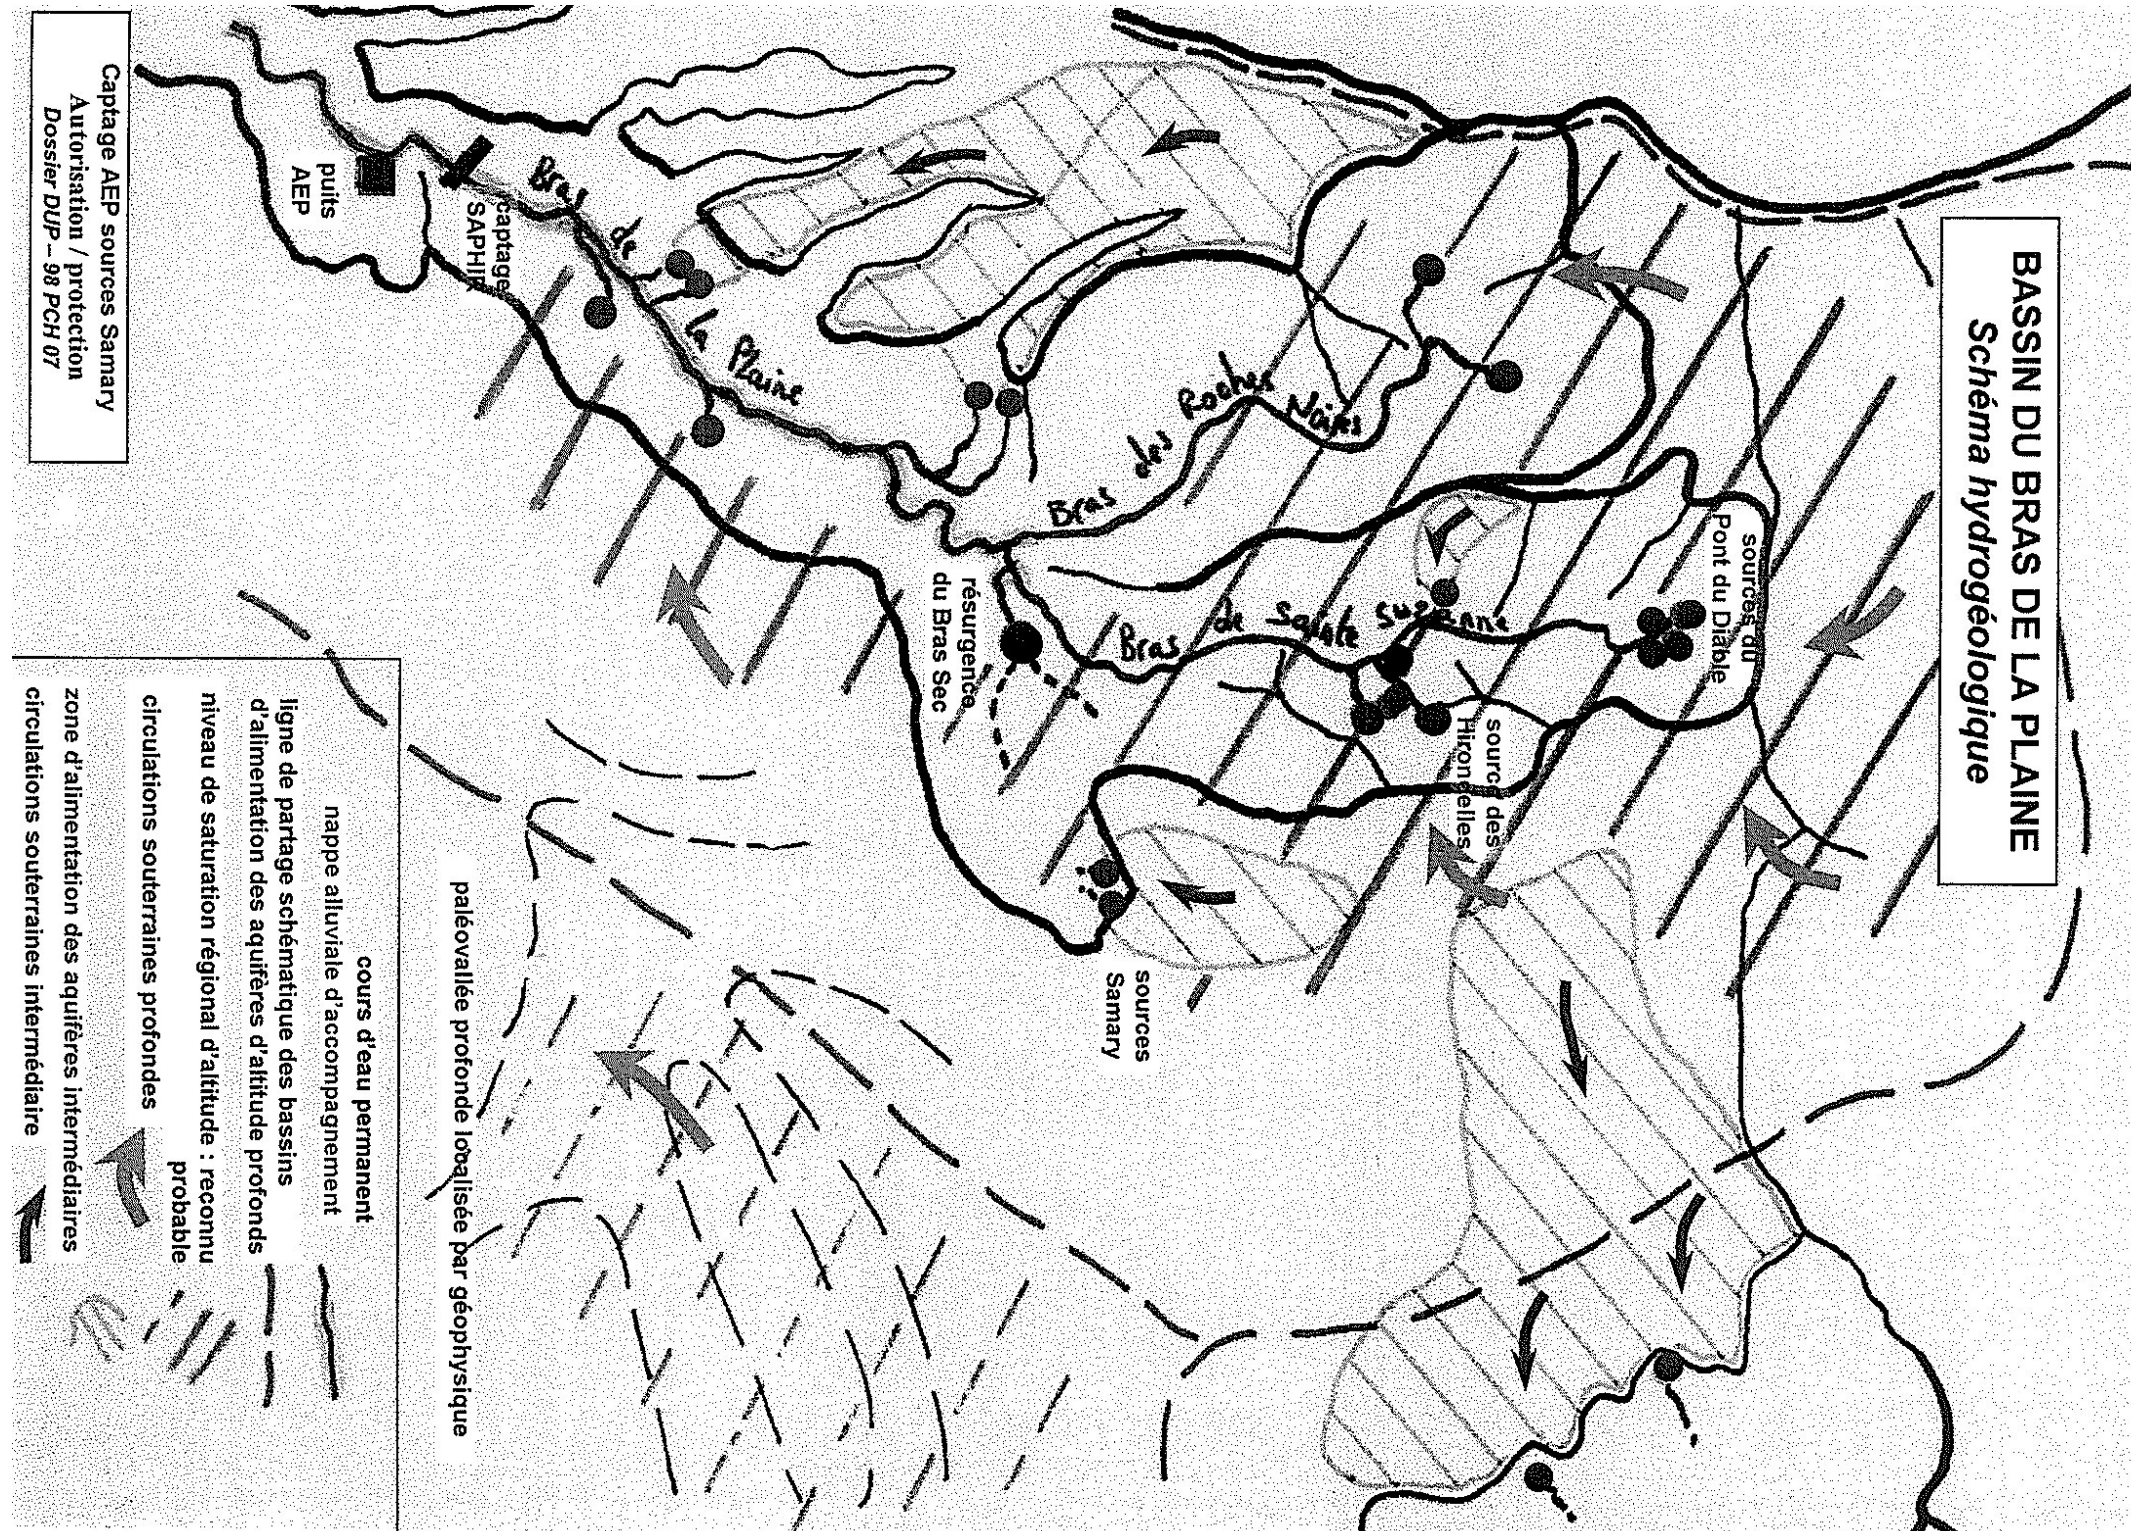 BASSIN DU BRAS DE LA PLAINE
Schéma hydrogéologique
sources du
Pont du Diable
source des
Hirondelles
sources
Samary
Bras de Sainte Suzanne
Bras des Roches Noires
résurgence
du Bras Sec
Bras de la Plaine
captage
SAPHIR
puits
AEP
paléovallée profonde localisée par géophysique
cours d'eau permanent
nappe alluviale d'accompagnement
ligne de partage schématique des bassins
d'alimentation des aquifères d'altitude profonds
niveau de saturation régional d'altitude : reconnu
probable
circulations souterraines profondes
zone d'alimentation des aquifères intermédiaires
circulations souterraines intermédiaire
Captage AEP sources Samary
Autorisation / protection
Dossier DUP – 98 PCH 07